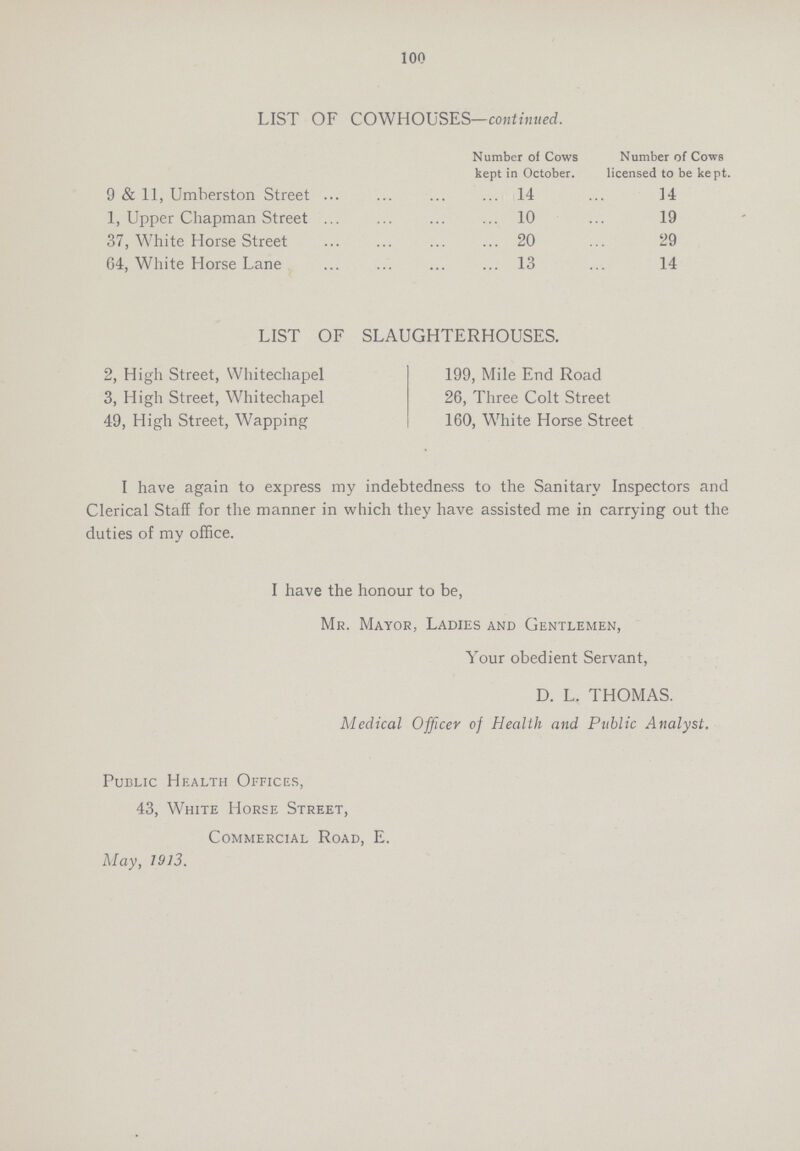 100
LIST OF COWHOUSES—continued.
Number of Cows kept in October. Number of Cows licensed to be kept.
9 & 11, Umberston Street ... ... ... ... 14 ... 14
1, Upper Chapman Street ... ... ... ... 10 ... 19
37, White Horse Street ... ... ... ... 20 ... 29
64, White Horse Lane ... ... ... ... 13 ... 14
LIST OF SLAUGHTERHOUSES.
2, High Street, Whitechapel
3, High Street, Whitechapel
49, High Street, Wapping
199, Mile End Road
26, Three Colt Street
160, White Horse Street
I have again to express my indebtedness to the Sanitary Inspectors and
Clerical Staff for the manner in which they have assisted me in carrying out the
duties of my office.
I have the honour to be,
Mr. Mayor, Ladies and Gentlemen,
Your obedient Servant,
D. L. THOMAS.
Medical Officer of Health and Public Analyst.
Public Health Offices,
43, White Horse Street,
Commercial Road, E.
May, 1913.